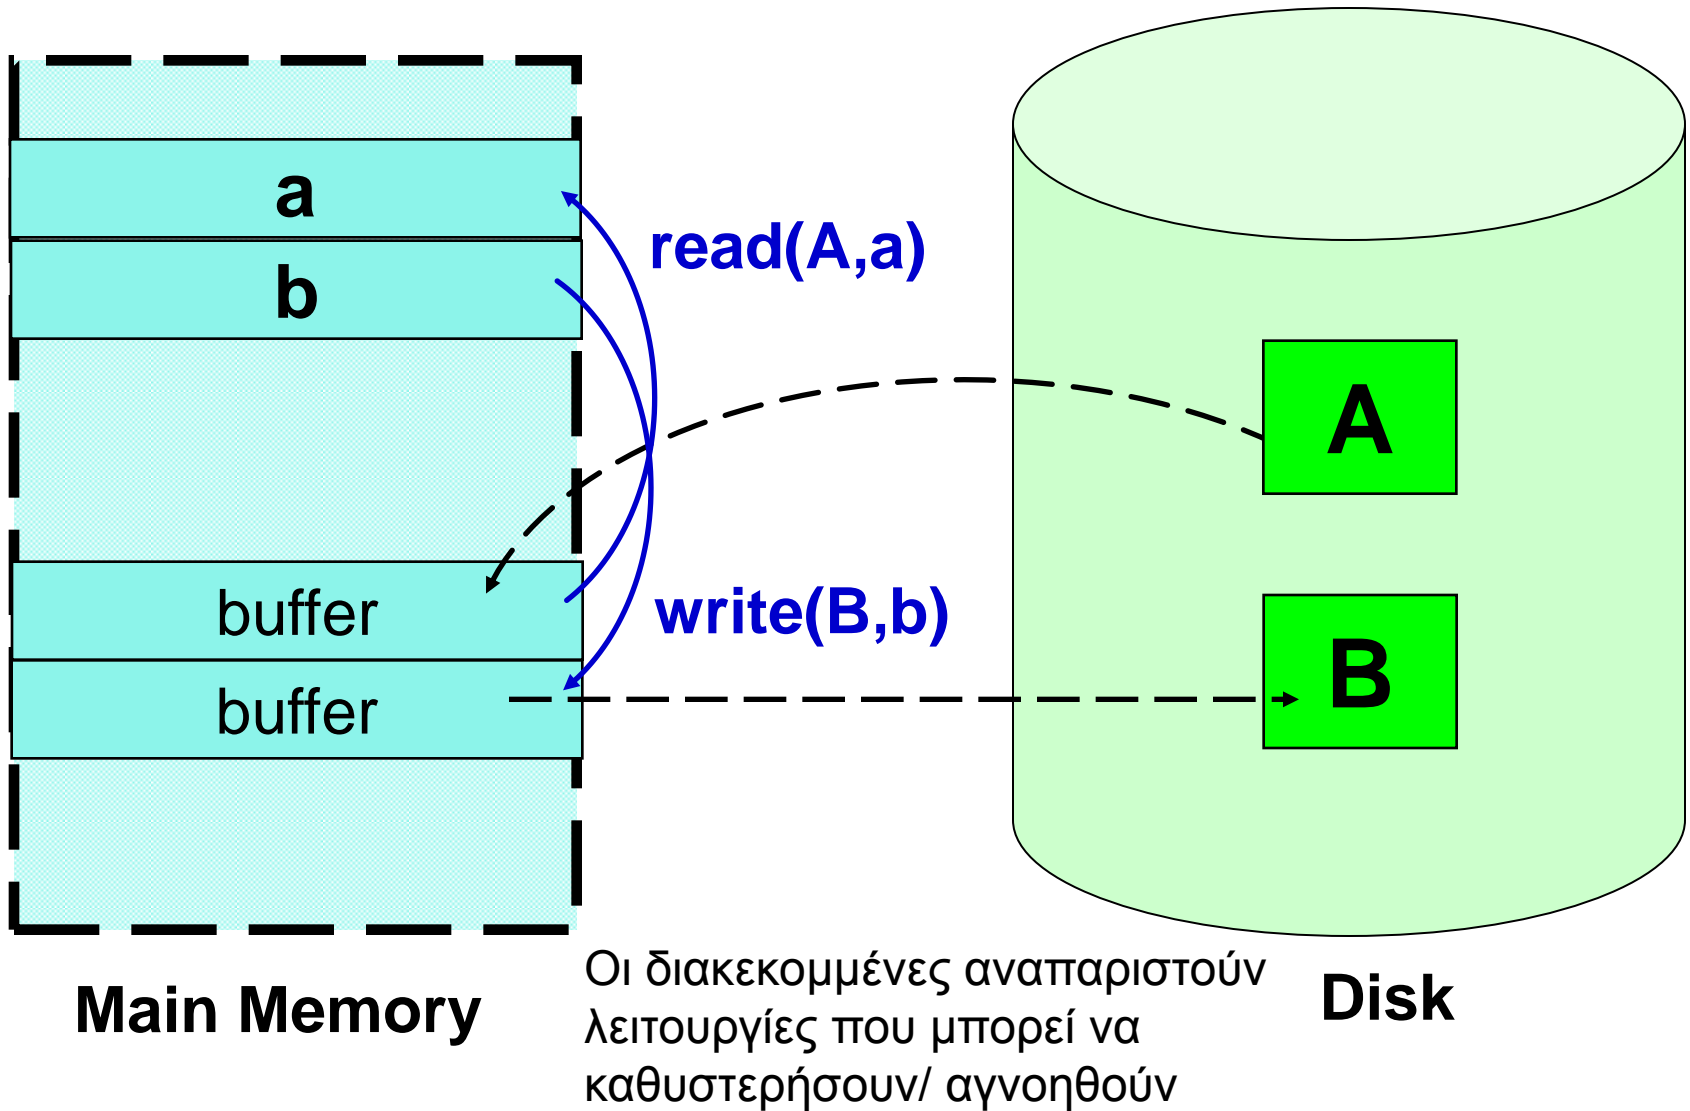 a
b
read(A,a)
A
buffer
write(B,b)
buffer
B
Main Memory
Οι διακεκομμένες αναπαριστούν
λειτουργίες που μπορεί να
καθυστερήσουν/ αγνοηθούν
Disk